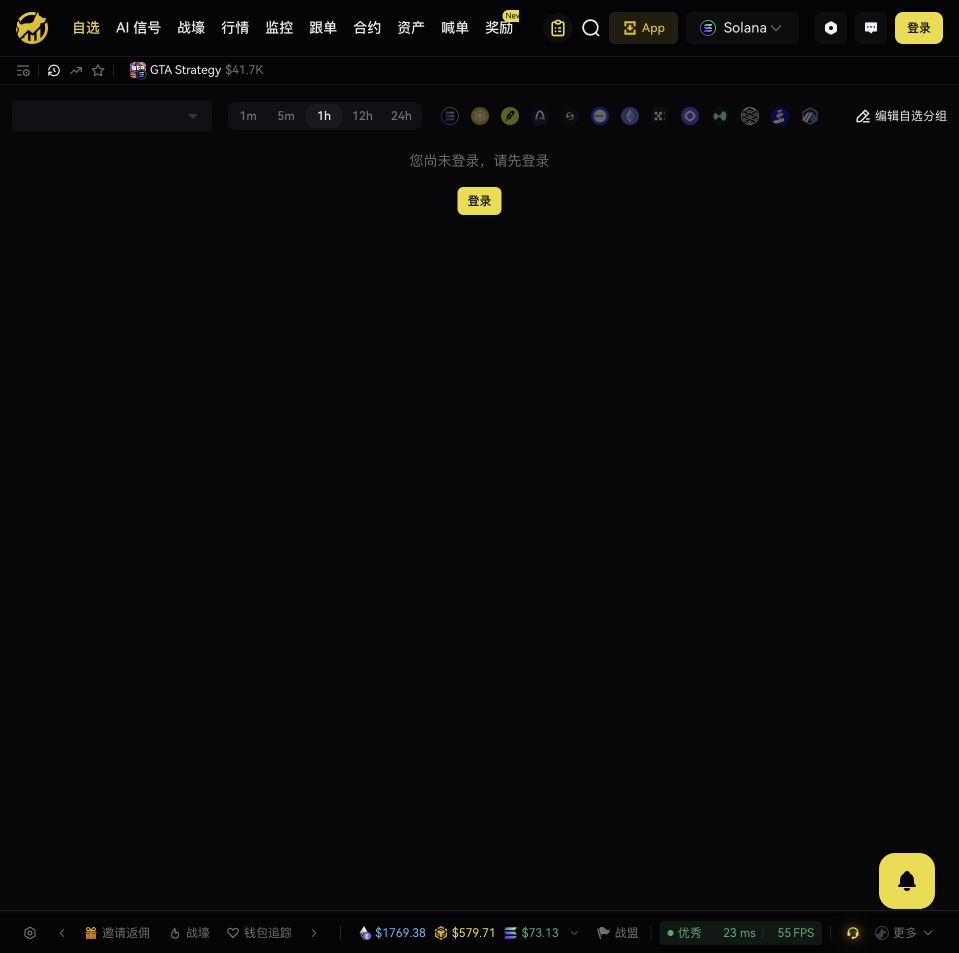 自选 AI 信号 战壕 行情 监控 跟单 合约 资产 喊单 奖励 New App Solana 登录
GTA Strategy $41.7K
1m 5m 1h 12h 24h 编辑自选分组
您尚未登录，请先登录
登录
邀请返佣 战壕 钱包追踪 $1769.38 $579.71 $73.13 战盟 优秀 23 ms 55 FPS 更多